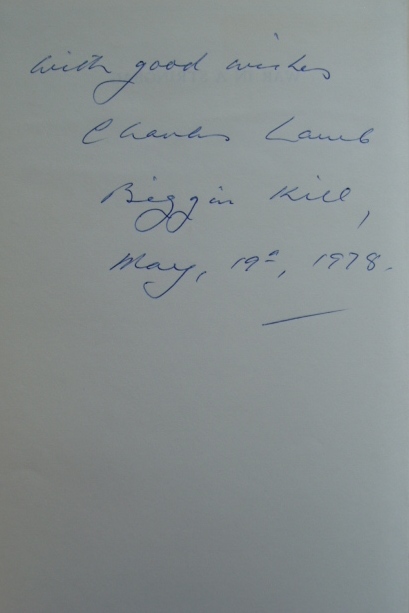 With good wishes
Charles Lamb
Biggin Hill,
May, 19th, 1978.